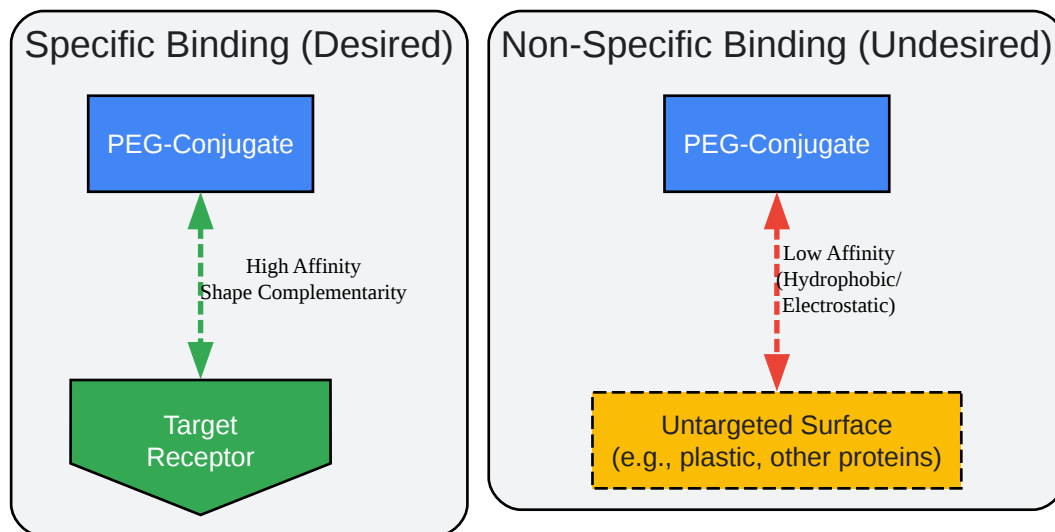 Specific Binding (Desired)
PEG-Conjugate
High Affinity
Shape Complementarity
Target
Receptor
Non-Specific Binding (Undesired)
PEG-Conjugate
Low Affinity
(Hydrophobic/
Electrostatic)
Untargeted Surface
(e.g., plastic, other proteins)